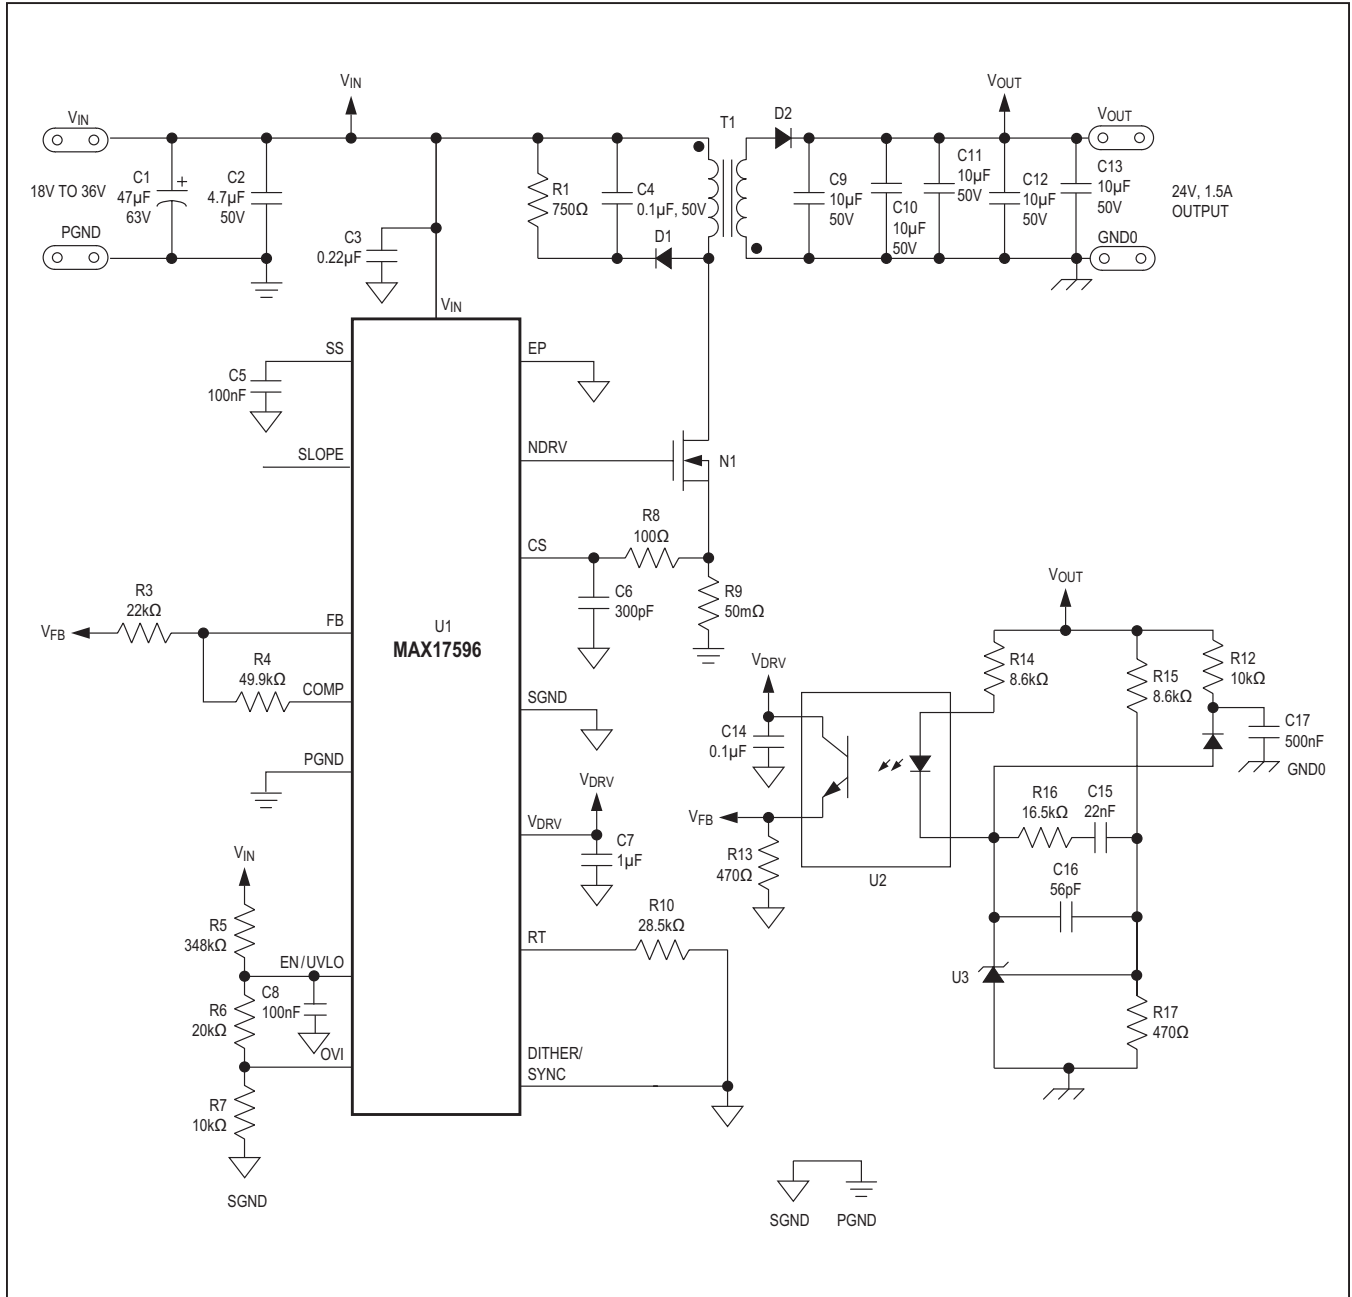 VIN
VOUT
VIN
T1
D2
VOUT
18V TO 36V
C1
47µF
63V
+
C2
4.7µF
50V
R1
750Ω
C4
0.1µF, 50V
C9
10µF
50V
C10
10µF
50V
C11
10µF
50V
C12
10µF
50V
C13
10µF
50V
24V, 1.5A
OUTPUT
PGND
C3
0.22µF
D1
GND0
VIN
SS
EP
C5
100nF
SLOPE
NDRV
N1
R8
100Ω
CS
C6
300pF
R9
50mΩ
R3
22kΩ
VFB
FB
U1
MAX17596
R4
49.9kΩ
COMP
SGND
PGND
VDRV
VDRV
C7
1µF
VIN
R5
348kΩ
EN/UVLO
C8
100nF
R6
20kΩ
OVI
R7
10kΩ
SGND
RT
R10
28.5kΩ
DITHER/
SYNC
VOUT
R14
8.6kΩ
R15
8.6kΩ
R12
10kΩ
C17
500nF
GND0
VDRV
C14
0.1µF
VFB
R13
470Ω
U2
R16
16.5kΩ
C15
22nF
C16
56pF
U3
R17
470Ω
SGND
PGND